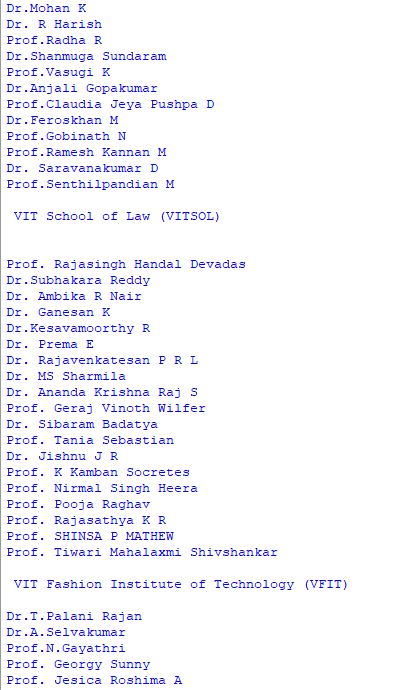 Dr.Mohan K
Dr. R Harish
Prof.Radha R
Dr.Shanmuga Sundaram
Prof.Vasugi K
Dr.Anjali Gopakumar
Prof.Claudia Jeya Pushpa D
Dr.Feroskhan M
Prof.Gobinath N
Prof.Ramesh Kannan M
Dr. Saravanakumar D
Prof.Senthilpandian M
VIT School of Law (VITSOL)
Prof. Rajasingh Handal Devadas
Dr.Subhakara Reddy
Dr. Ambika R Nair
Dr. Ganesan K
Dr.Kesavamoorthy R
Dr. Prema E
Dr. Rajavenkatesan P R L
Dr. MS Sharmila
Dr. Ananda Krishna Raj S
Prof. Geraj Vinoth Wilfer
Dr. Sibaram Badatya
Prof. Tania Sebastian
Dr. Jishnu J R
Prof. K Kamban Socretes
Prof. Nirmal Singh Heera
Prof. Pooja Raghav
Prof. Rajasathya K R
Prof. SHINSA P MATHEW
Prof. Tiwari Mahalaxmi Shivshankar
VIT Fashion Institute of Technology (VFIT)
Dr.T.Palani Rajan
Dr.A.Selvakumar
Prof.N.Gayathri
Prof. Georgy Sunny
Prof. Jesica Roshima A